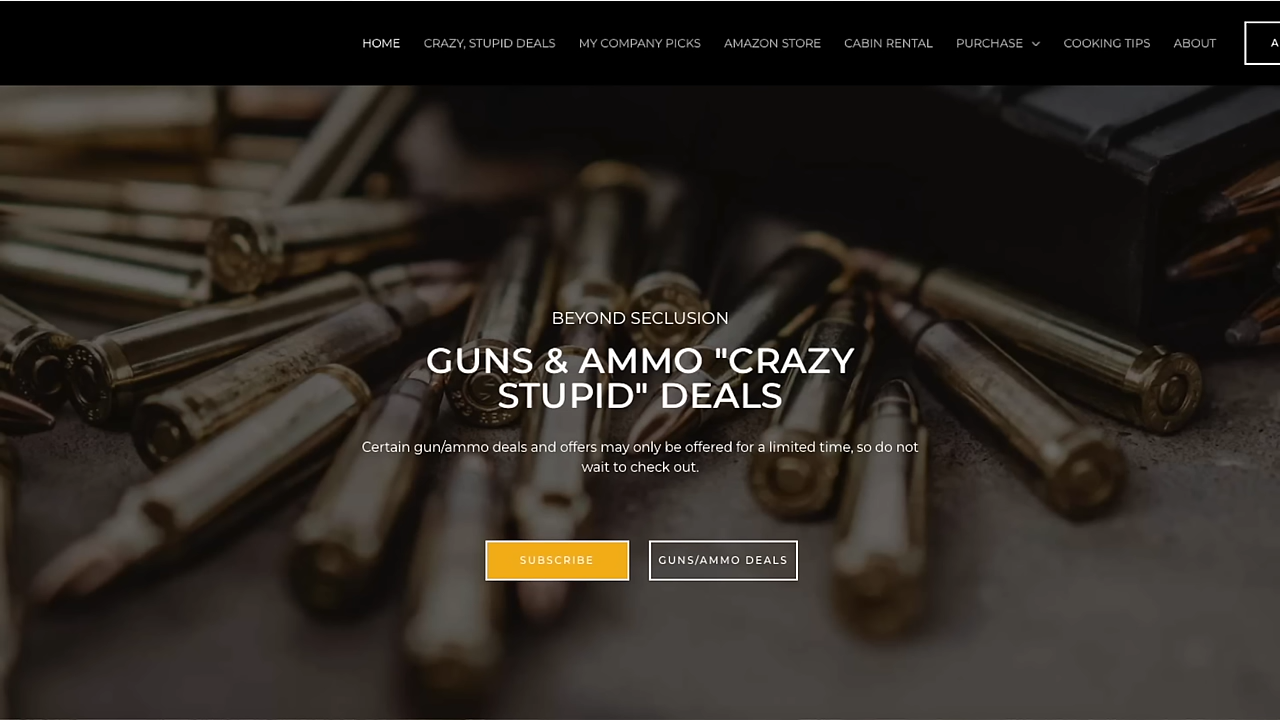 HOME CRAZY, STUPID DEALS MY COMPANY PICKS AMAZON STORE CABIN RENTAL PURCHASE COOKING TIPS ABOUT A
BEYOND SECLUSION
GUNS & AMMO "CRAZY
STUPID" DEALS
Certain gun/ammo deals and offers may only be offered for a limited time, so do not
wait to check out.
SUBSCRIBE GUNS/AMMO DEALS